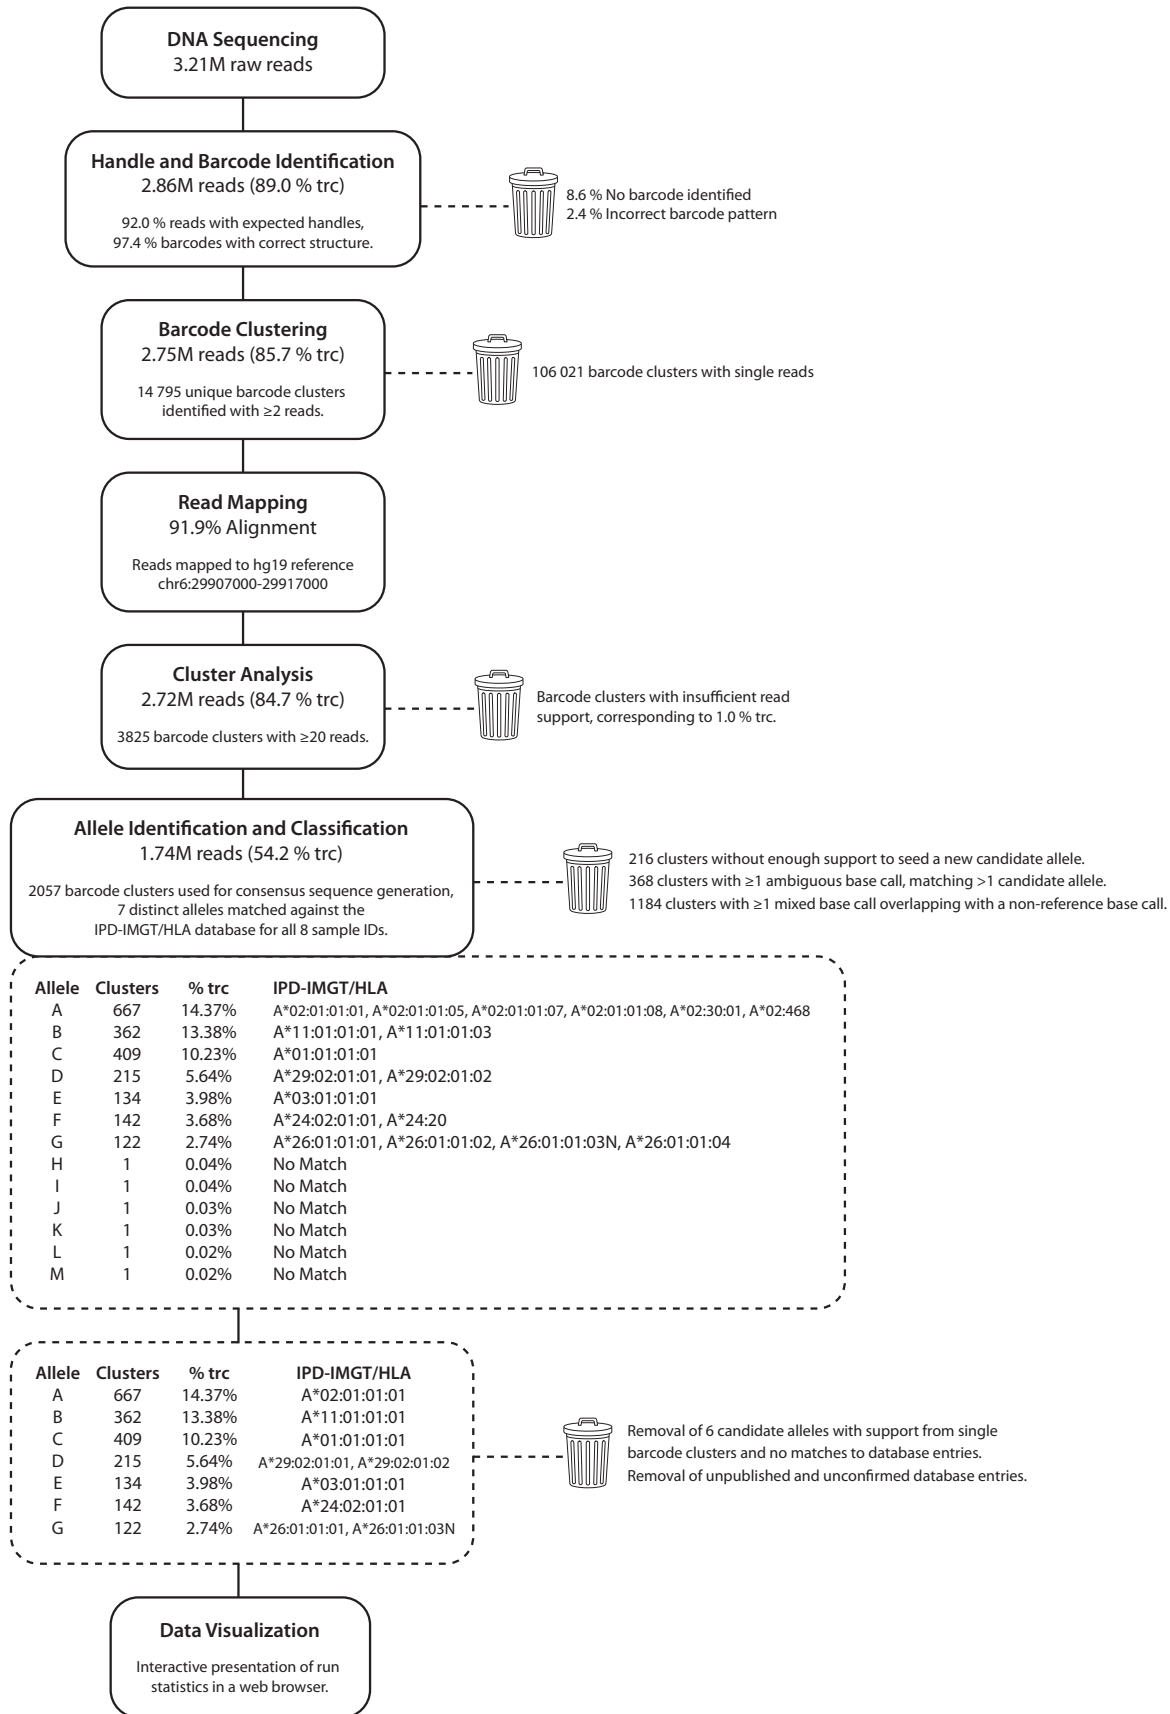 DNA Sequencing
3.21M raw reads
Handle and Barcode Identification
2.86M reads (89.0 % trc)
92.0 % reads with expected handles,
97.4 % barcodes with correct structure.
8.6 % No barcode identified
2.4 % Incorrect barcode pattern
Barcode Clustering
2.75M reads (85.7 % trc)
14 795 unique barcode clusters
identified with ≥2 reads.
106 021 barcode clusters with single reads
Read Mapping
91.9% Alignment
Reads mapped to hg19 reference
chr6:29907000-29917000
Cluster Analysis
2.72M reads (84.7 % trc)
3825 barcode clusters with ≥20 reads.
Barcode clusters with insufficient read
support, corresponding to 1.0 % trc.
Allele Identification and Classification
1.74M reads (54.2 % trc)
2057 barcode clusters used for consensus sequence generation,
7 distinct alleles matched against the
IPD-IMGT/HLA database for all 8 sample IDs.
216 clusters without enough support to seed a new candidate allele.
368 clusters with ≥1 ambiguous base call, matching >1 candidate allele.
1184 clusters with ≥1 mixed base call overlapping with a non-reference base call.
Allele Clusters % trc IPD-IMGT/HLA
A 667 14.37% A*02:01:01:01, A*02:01:01:05, A*02:01:01:07, A*02:01:01:08, A*02:30:01, A*02:468
B 362 13.38% A*11:01:01:01, A*11:01:01:03
C 409 10.23% A*01:01:01:01
D 215 5.64% A*29:02:01:01, A*29:02:01:02
E 134 3.98% A*03:01:01:01
F 142 3.68% A*24:02:01:01, A*24:20
G 122 2.74% A*26:01:01:01, A*26:01:01:02, A*26:01:01:03N, A*26:01:01:04
H 1 0.04% No Match
I 1 0.04% No Match
J 1 0.03% No Match
K 1 0.03% No Match
L 1 0.02% No Match
M 1 0.02% No Match
Allele Clusters % trc IPD-IMGT/HLA
A 667 14.37% A*02:01:01:01
B 362 13.38% A*11:01:01:01
C 409 10.23% A*01:01:01:01
D 215 5.64% A*29:02:01:01, A*29:02:01:02
E 134 3.98% A*03:01:01:01
F 142 3.68% A*24:02:01:01
G 122 2.74% A*26:01:01:01, A*26:01:01:03N
Removal of 6 candidate alleles with support from single
barcode clusters and no matches to database entries.
Removal of unpublished and unconfirmed database entries.
Data Visualization
Interactive presentation of run
statistics in a web browser.